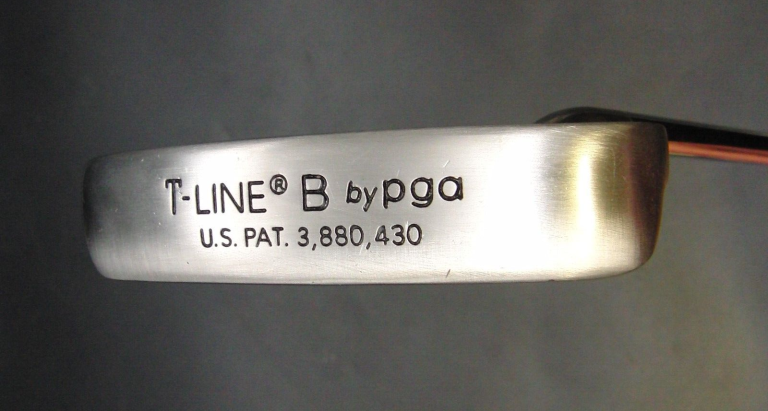 T-LINE® B by pga
U.S. PAT. 3,880,430